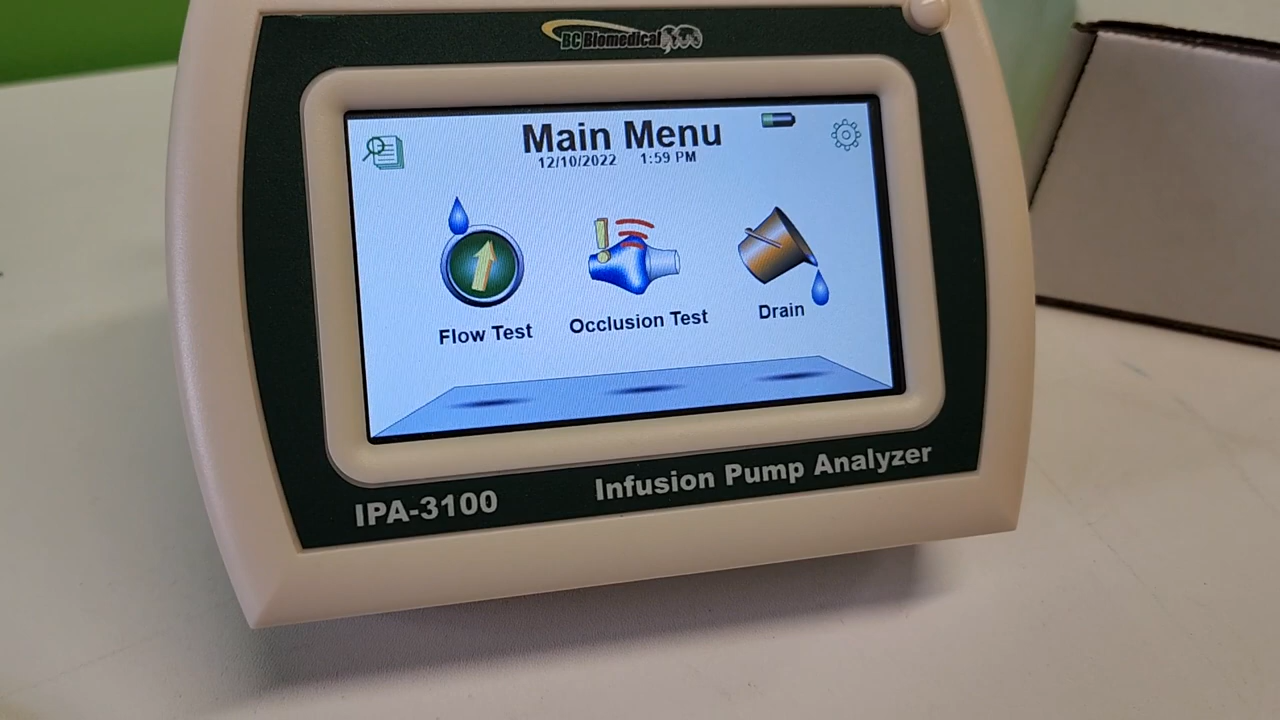 BC Biomedical
Main Menu
12/10/2022 1:59 PM
Flow Test
Occlusion Test
Drain
IPA-3100
Infusion Pump Analyzer